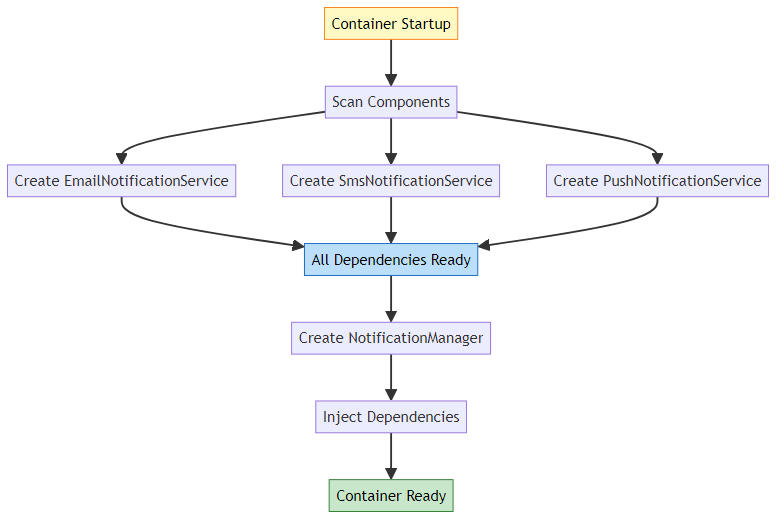 Container Startup
Scan Components
Create EmailNotificationService
Create SmsNotificationService
Create PushNotificationService
All Dependencies Ready
Create NotificationManager
Inject Dependencies
Container Ready